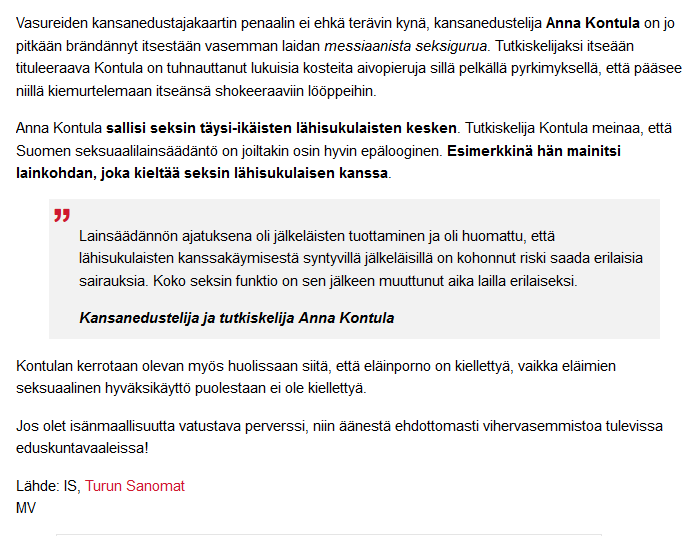 Vasureiden kansanedustajakaartin penaalin ei ehkä terävin kynä, kansanedustelija Anna Kontula on jo
pitkään brändännyt itsestään vasemman laidan messiaanista seksigurua. Tutkiskelijaksi itseään
tituleeraava Kontula on tuhnauttanut lukuisia kosteita aivopieruja sillä pelkällä pyrkimyksellä, että pääsee
niillä kiemurtelemaan itseänsä shokeeraaviin lööppeihin.
Anna Kontula sallisi seksin täysi-ikäisten lähisukulaisten kesken. Tutkiskelija Kontula meinaa, että
Suomen seksuaalilainsäädäntö on joiltakin osin hyvin epälooginen. Esimerkkinä hän mainitsi
lainkohdan, joka kieltää seksin lähisukulaisen kanssa.
Lainsäädännön ajatuksena oli jälkeläisten tuottaminen ja oli huomattu, että
lähisukulaisten kanssakäymisestä syntyvillä jälkeläisillä on kohonnut riski saada erilaisia
sairauksia. Koko seksin funktio on sen jälkeen muuttunut aika lailla erilaiseksi.
Kansanedustelija ja tutkiskelija Anna Kontula
Kontulan kerrotaan olevan myös huolissaan siitä, että eläinporno on kiellettyä, vaikka eläimien
seksuaalinen hyväksikäyttö puolestaan ei ole kiellettyä.
Jos olet isänmaallisuutta vatustava perverssi, niin äänestä ehdottomasti vihervasemmistoa tulevissa
eduskuntavaaleissa!
Lähde: IS, Turun Sanomat
MV